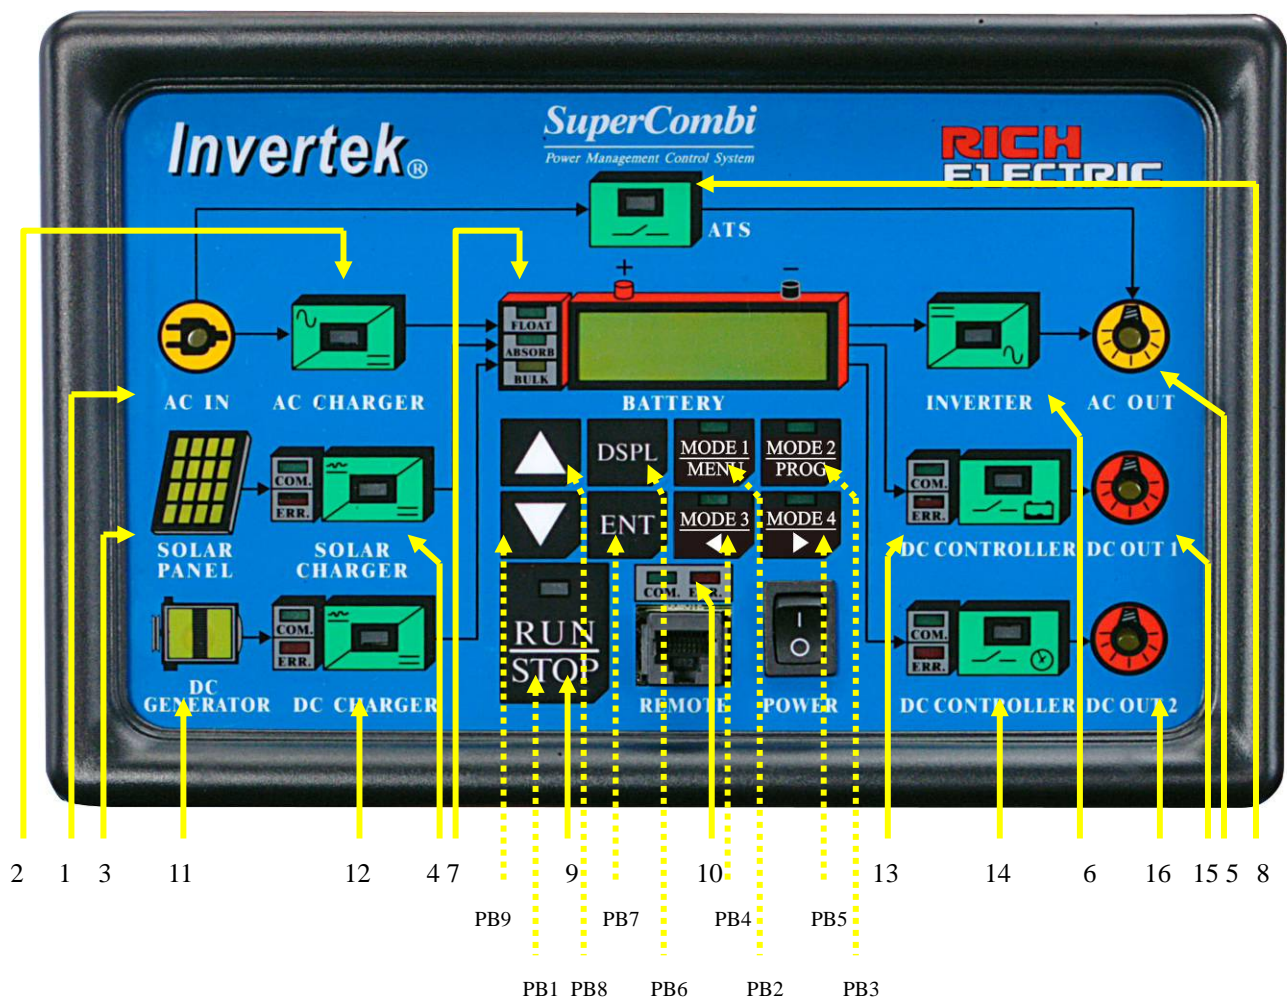 Invertek®
SuperCombi
Power Management Control System
RICH
ELECTRIC
ATS
+
−
FLOAT
ABSORB
BULK
AC IN
AC CHARGER
BATTERY
INVERTER
AC OUT
DSPL
MODE 1
MENU
MODE 2
PROG
COM.
ERR.
COM.
ERR.
ENT
MODE 3
MODE 4
SOLAR
PANEL
SOLAR
CHARGER
DC CONTROLLER
DC OUT 1
COM.
ERR.
RUN
STOP
COM.
ERR.
I
O
COM.
ERR.
DC
GENERATOR
DC CHARGER
REMOTE
POWER
DC CONTROLLER
DC OUT 2
2 1 3 11 12 4 7 9 10 13 14 6 16 15 5 8
PB9 PB7 PB4 PB5
PB1 PB8 PB6 PB2 PB3